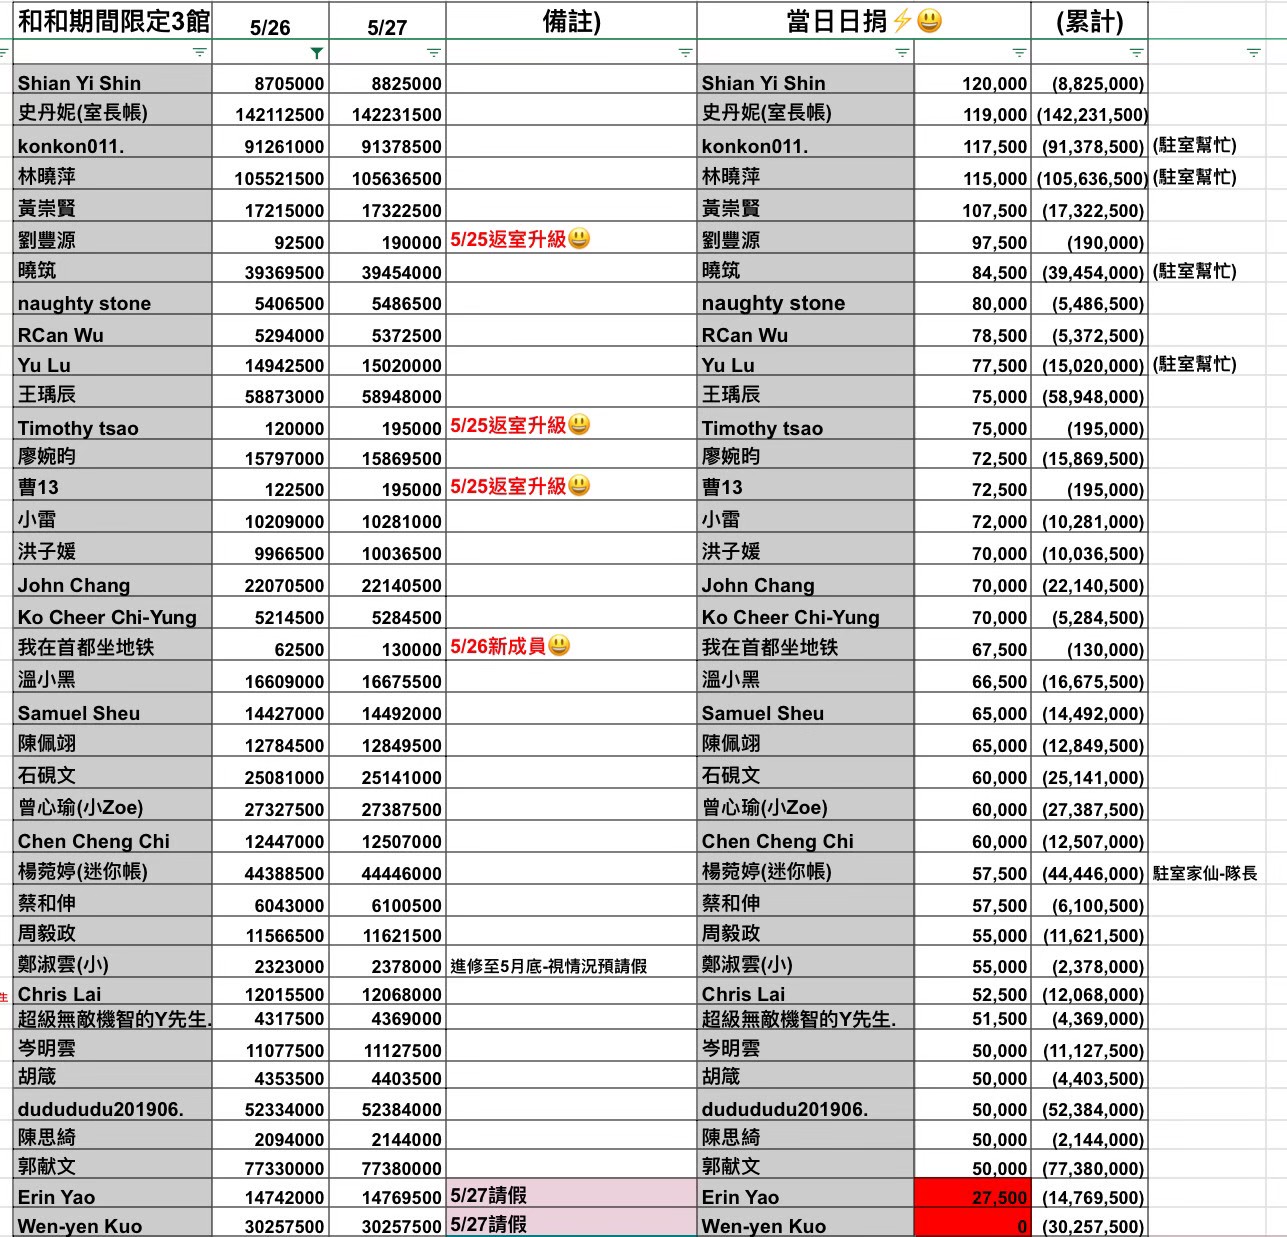 和和期間限定3館 5/26 5/27 備註) 當日日捐⚡😃 (累計)
Shian Yi Shin 8705000 8825000 Shian Yi Shin 120,000 (8,825,000)
史丹妮(室長帳) 142112500 142231500 史丹妮(室長帳) 119,000 (142,231,500)
konkon011. 91261000 91378500 konkon011. 117,500 (91,378,500) (駐室幫忙)
林曉萍 105521500 105636500 林曉萍 115,000 (105,636,500) (駐室幫忙)
黃崇賢 17215000 17322500 黃崇賢 107,500 (17,322,500)
劉豐源 92500 190000 5/25返室升級😃 劉豐源 97,500 (190,000)
曉筑 39369500 39454000 曉筑 84,500 (39,454,000) (駐室幫忙)
naughty stone 5406500 5486500 naughty stone 80,000 (5,486,500)
RCan Wu 5294000 5372500 RCan Wu 78,500 (5,372,500)
Yu Lu 14942500 15020000 Yu Lu 77,500 (15,020,000) (駐室幫忙)
王瑀辰 58873000 58948000 王瑀辰 75,000 (58,948,000)
Timothy tsao 120000 195000 5/25返室升級😃 Timothy tsao 75,000 (195,000)
廖婉昀 15797000 15869500 廖婉昀 72,500 (15,869,500)
曹13 122500 195000 5/25返室升級😃 曹13 72,500 (195,000)
小雷 10209000 10281000 小雷 72,000 (10,281,000)
洪子媛 9966500 10036500 洪子媛 70,000 (10,036,500)
John Chang 22070500 22140500 John Chang 70,000 (22,140,500)
Ko Cheer Chi-Yung 5214500 5284500 Ko Cheer Chi-Yung 70,000 (5,284,500)
我在首都坐地铁 62500 130000 5/26新成員😃 我在首都坐地铁 67,500 (130,000)
溫小黑 16609000 16675500 溫小黑 66,500 (16,675,500)
Samuel Sheu 14427000 14492000 Samuel Sheu 65,000 (14,492,000)
陳佩翊 12784500 12849500 陳佩翊 65,000 (12,849,500)
石硯文 25081000 25141000 石硯文 60,000 (25,141,000)
曾心瑜(小Zoe) 27327500 27387500 曾心瑜(小Zoe) 60,000 (27,387,500)
Chen Cheng Chi 12447000 12507000 Chen Cheng Chi 60,000 (12,507,000)
楊菀婷(迷你帳) 44388500 44446000 楊菀婷(迷你帳) 57,500 (44,446,000) 駐室家仙-隊長
蔡和伸 6043000 6100500 蔡和伸 57,500 (6,100,500)
周毅政 11566500 11621500 周毅政 55,000 (11,621,500)
鄭淑雲(小) 2323000 2378000 進修至5月底-視情況預請假 鄭淑雲(小) 55,000 (2,378,000)
生 Chris Lai 12015500 12068000 Chris Lai 52,500 (12,068,000)
超級無敵機智的Y先生. 4317500 4369000 超級無敵機智的Y先生. 51,500 (4,369,000)
岑明雲 11077500 11127500 岑明雲 50,000 (11,127,500)
胡箴 4353500 4403500 胡箴 50,000 (4,403,500)
dudududu201906. 52334000 52384000 dudududu201906. 50,000 (52,384,000)
陳思綺 2094000 2144000 陳思綺 50,000 (2,144,000)
郭献文 77330000 77380000 郭献文 50,000 (77,380,000)
Erin Yao 14742000 14769500 5/27請假 Erin Yao 27,500 (14,769,500)
Wen-yen Kuo 30257500 30257500 5/27請假 Wen-yen Kuo 0 (30,257,500)